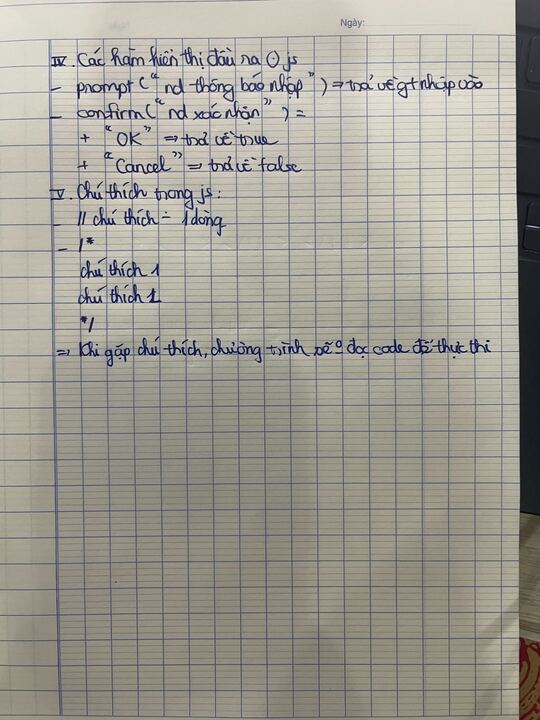 Ngày:
IV. Các hàm hiển thị đầu ra ⊙ js
- prompt(“nd thông báo nhập”) => trả về gt nhập vào
- confirm(“nd xác nhận”) =
+ “OK” => trả về true
+ “Cancel” => trả về false
V. Chú thích trong js:
- // chú thích ÷ 1 dòng
- /*
chú thích 1
chú thích 2
*/
=> Khi gặp chú thích, chương trình sẽ 0 đọc code để thực thi